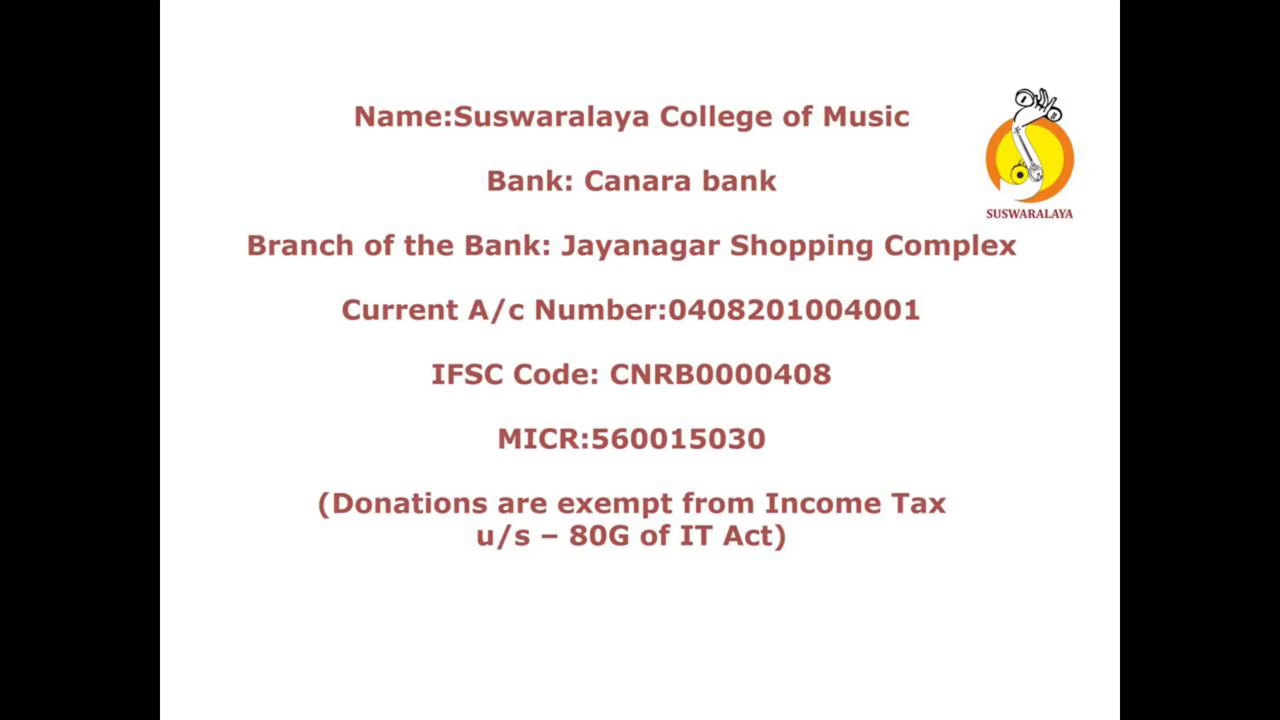 Name:Suswaralaya College of Music
SUSWARALAYA
Bank: Canara bank
Branch of the Bank: Jayanagar Shopping Complex
Current A/c Number:0408201004001
IFSC Code: CNRB0000408
MICR:560015030
(Donations are exempt from Income Tax
u/s – 80G of IT Act)